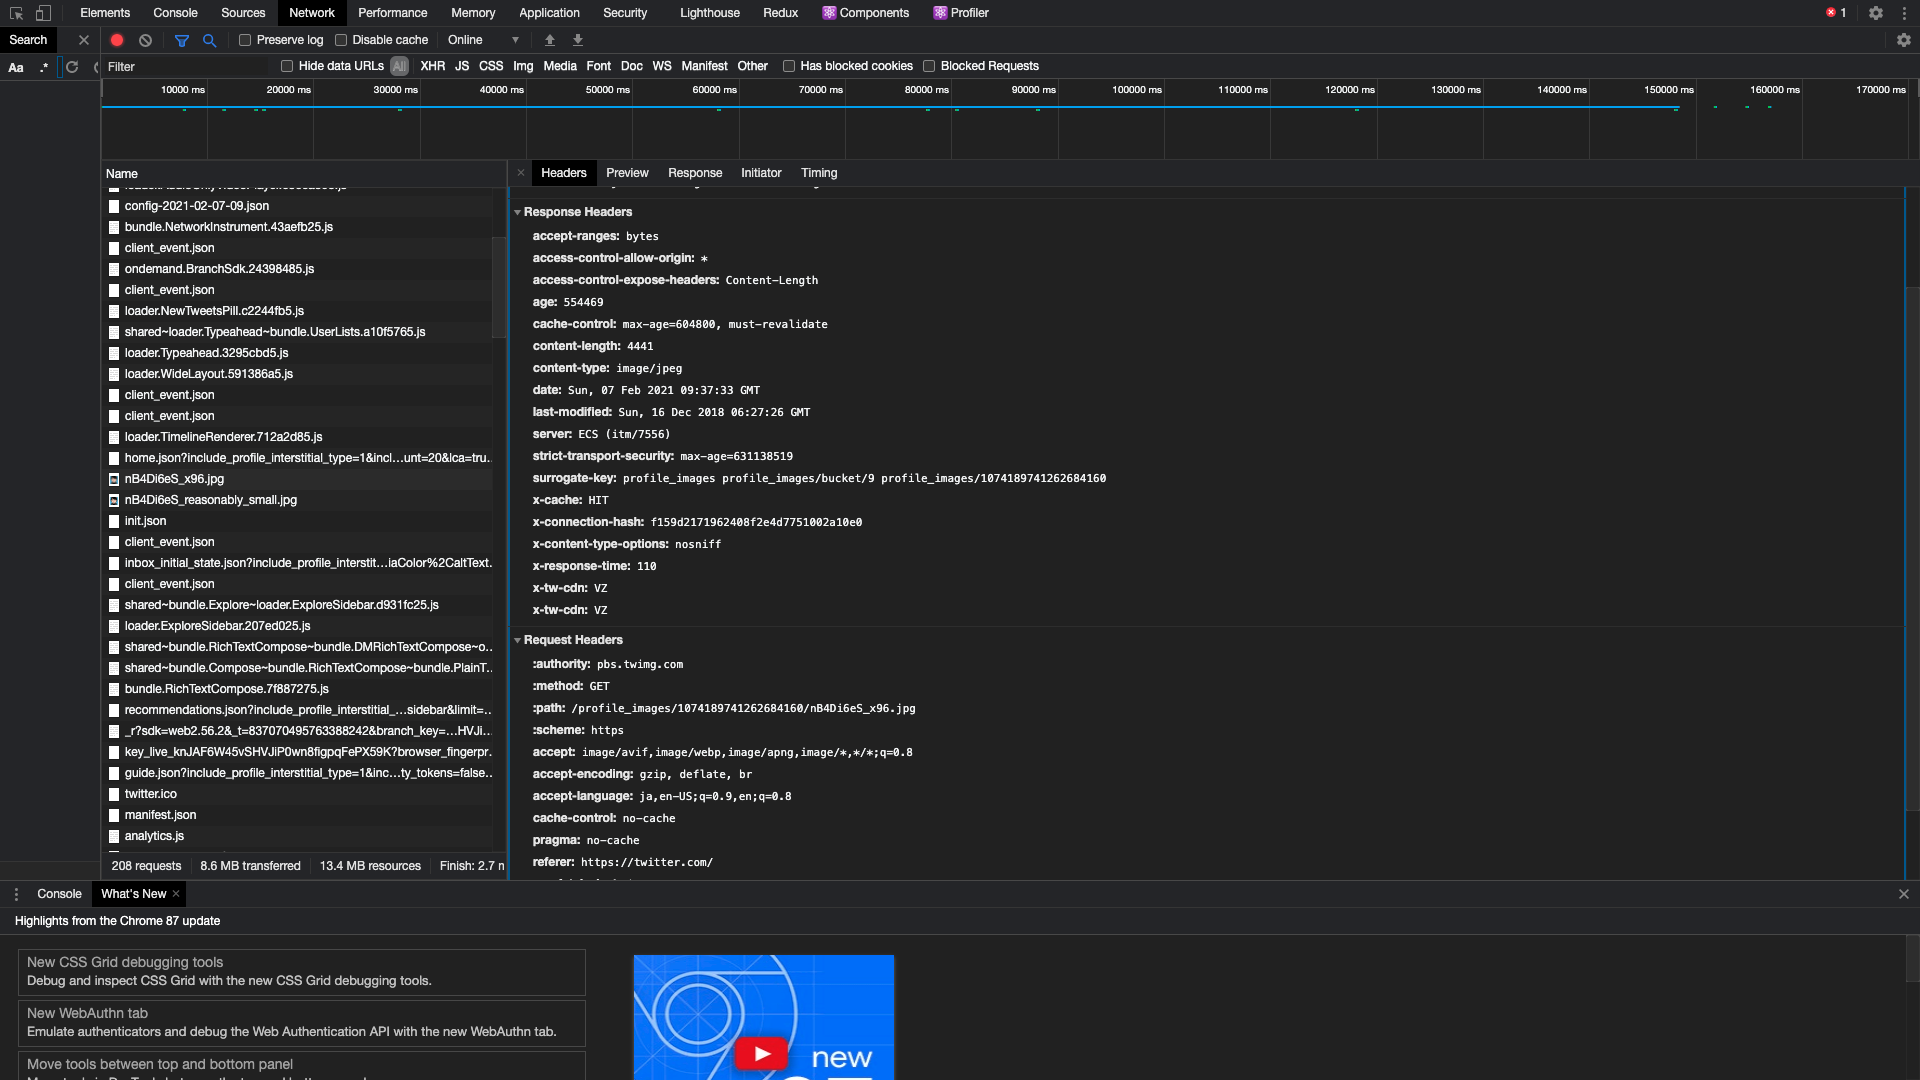 Elements Console Sources Network Performance Memory Application Security Lighthouse Redux Components Profiler 1
Search Preserve log Disable cache Online
Aa .* Filter Hide data URLs All XHR JS CSS Img Media Font Doc WS Manifest Other Has blocked cookies Blocked Requests
10000 ms 20000 ms 30000 ms 40000 ms 50000 ms 60000 ms 70000 ms 80000 ms 90000 ms 100000 ms 110000 ms 120000 ms 130000 ms 140000 ms 150000 ms 160000 ms 170000 ms
Name
config-2021-02-07-09.json
bundle.NetworkInstrument.43aefb25.js
client_event.json
ondemand.BranchSdk.24398485.js
client_event.json
loader.NewTweetsPill.c2244fb5.js
shared~loader.Typeahead~bundle.UserLists.a10f5765.js
loader.Typeahead.3295cbd5.js
loader.WideLayout.591386a5.js
client_event.json
client_event.json
loader.TimelineRenderer.712a2d85.js
home.json?include_profile_interstitial_type=1&incl…unt=20&lca=tru…
nB4Di6eS_x96.jpg
nB4Di6eS_reasonably_small.jpg
init.json
client_event.json
inbox_initial_state.json?include_profile_interstit…iaColor%2CaltText…
client_event.json
shared~bundle.Explore~loader.ExploreSidebar.d931fc25.js
loader.ExploreSidebar.207ed025.js
shared~bundle.RichTextCompose~bundle.DMRichTextCompose~o…
shared~bundle.Compose~bundle.RichTextCompose~bundle.PlainT…
bundle.RichTextCompose.7f887275.js
recommendations.json?include_profile_interstitial_…sidebar&limit=…
_r?sdk=web2.56.2&_t=837070495763388242&branch_key=…HVJi…
key_live_knJAF6W45vSHVJiP0wn8figpqFePX59K?browser_fingerpr…
guide.json?include_profile_interstitial_type=1&inc…ty_tokens=false…
twitter.ico
manifest.json
analytics.js
208 requests 8.6 MB transferred 13.4 MB resources Finish: 2.7 m
Headers Preview Response Initiator Timing
Response Headers
accept-ranges: bytes
access-control-allow-origin: *
access-control-expose-headers: Content-Length
age: 554469
cache-control: max-age=604800, must-revalidate
content-length: 4441
content-type: image/jpeg
date: Sun, 07 Feb 2021 09:37:33 GMT
last-modified: Sun, 16 Dec 2018 06:27:26 GMT
server: ECS (itm/7556)
strict-transport-security: max-age=631138519
surrogate-key: profile_images profile_images/bucket/9 profile_images/1074189741262684160
x-cache: HIT
x-connection-hash: f159d2171962408f2e4d7751002a10e0
x-content-type-options: nosniff
x-response-time: 110
x-tw-cdn: VZ
x-tw-cdn: VZ
Request Headers
:authority: pbs.twimg.com
:method: GET
:path: /profile_images/1074189741262684160/nB4Di6eS_x96.jpg
:scheme: https
accept: image/avif,image/webp,image/apng,image/*,*/*;q=0.8
accept-encoding: gzip, deflate, br
accept-language: ja,en-US;q=0.9,en;q=0.8
cache-control: no-cache
pragma: no-cache
referer: https://twitter.com/
Console What's New
Highlights from the Chrome 87 update
New CSS Grid debugging tools
Debug and inspect CSS Grid with the new CSS Grid debugging tools.
New WebAuthn tab
Emulate authenticators and debug the Web Authentication API with the new WebAuthn tab.
Move tools between top and bottom panel
new